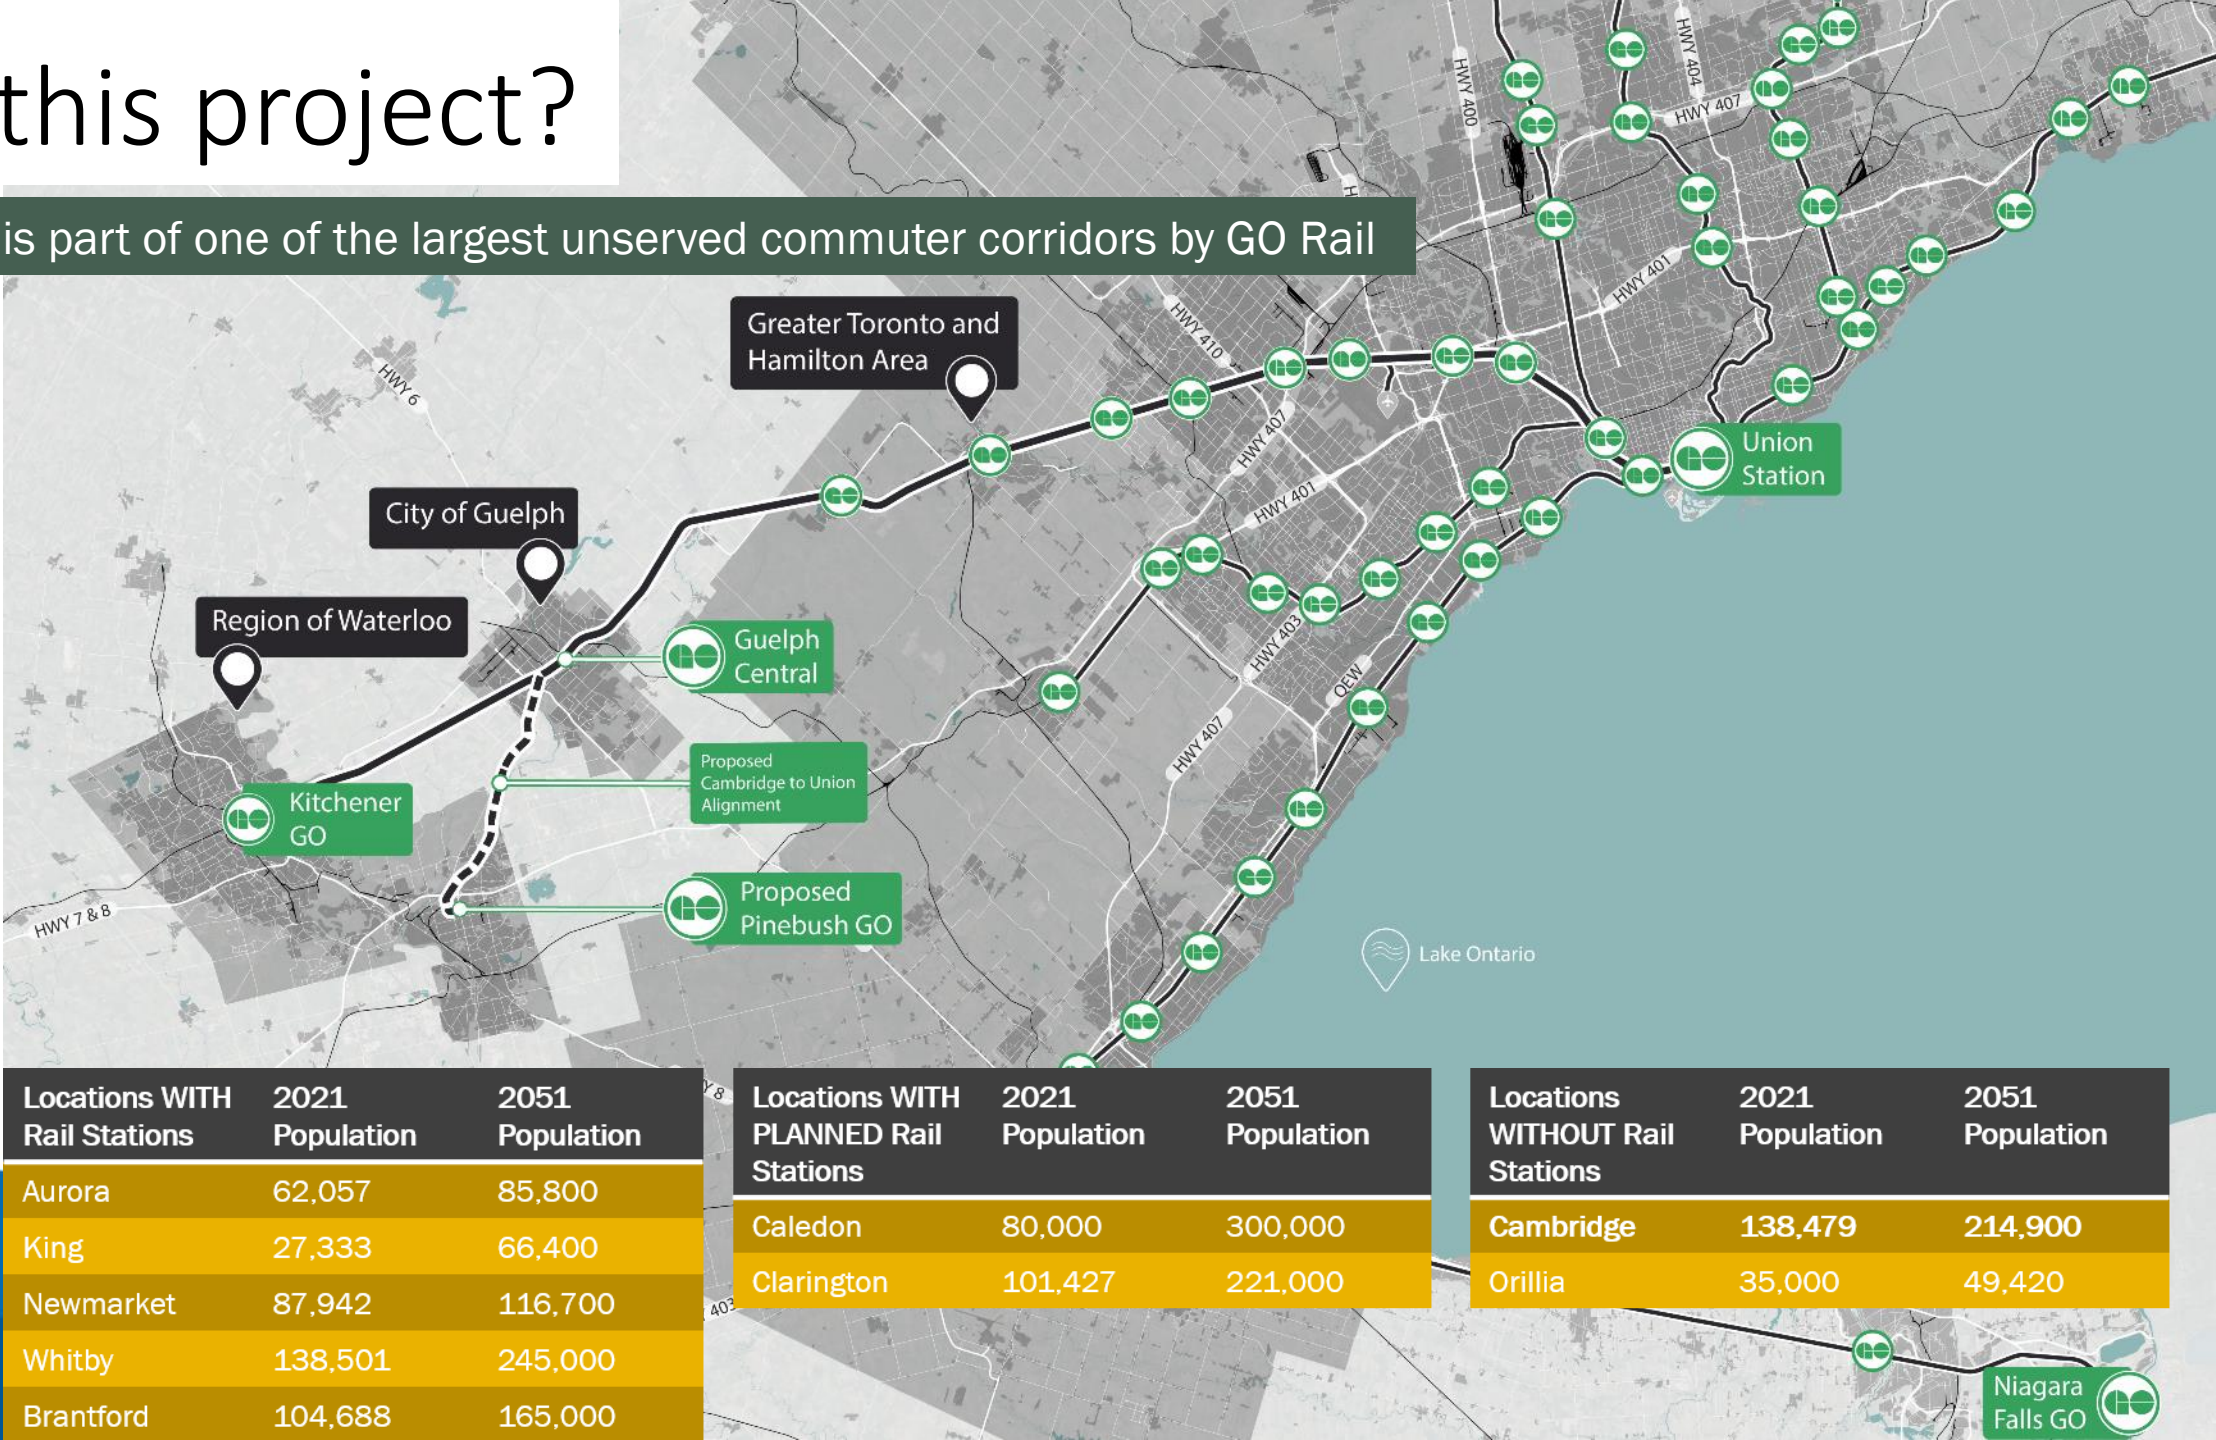 this project?
is part of one of the largest unserved commuter corridors by GO Rail
HWY 400
HWY 404
HWY 407
HWY 401
HWY 410
HWY 6
Greater Toronto and
Hamilton Area
HWY 407
HWY 401
Union
Station
City of Guelph
Region of Waterloo
Guelph
Central
HWY 403
QEW
HWY 407
Proposed
Cambridge to Union
Alignment
Kitchener
GO
Proposed
Pinebush GO
HWY 7 & 8
Lake Ontario
Y 8
403
Locations WITH Rail Stations 2021 Population 2051 Population
Aurora 62,057 85,800
King 27,333 66,400
Newmarket 87,942 116,700
Whitby 138,501 245,000
Brantford 104,688 165,000
Locations WITH PLANNED Rail Stations 2021 Population 2051 Population
Caledon 80,000 300,000
Clarington 101,427 221,000
Locations WITHOUT Rail Stations 2021 Population 2051 Population
Cambridge 138,479 214,900
Orillia 35,000 49,420
Niagara
Falls GO